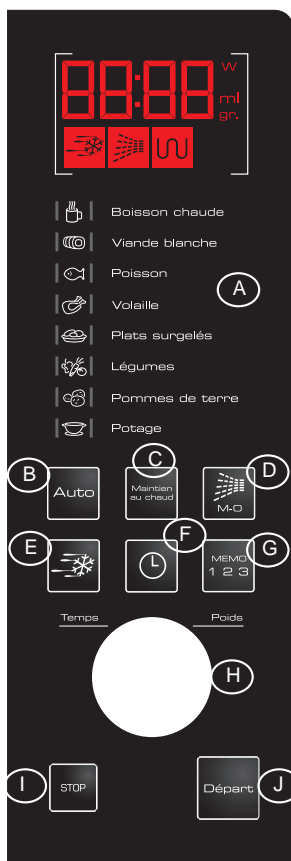 88:88 W
ml
gr.
Boisson chaude
Viande blanche
Poisson
A
Volaille
Plats surgelés
Légumes
Pommes de terre
Potage
B
C
D
Auto
Maintien
au chaud
M-O
E
F
G
MEMO
1 2 3
Temps
Poids
H
I
J
STOP
Départ